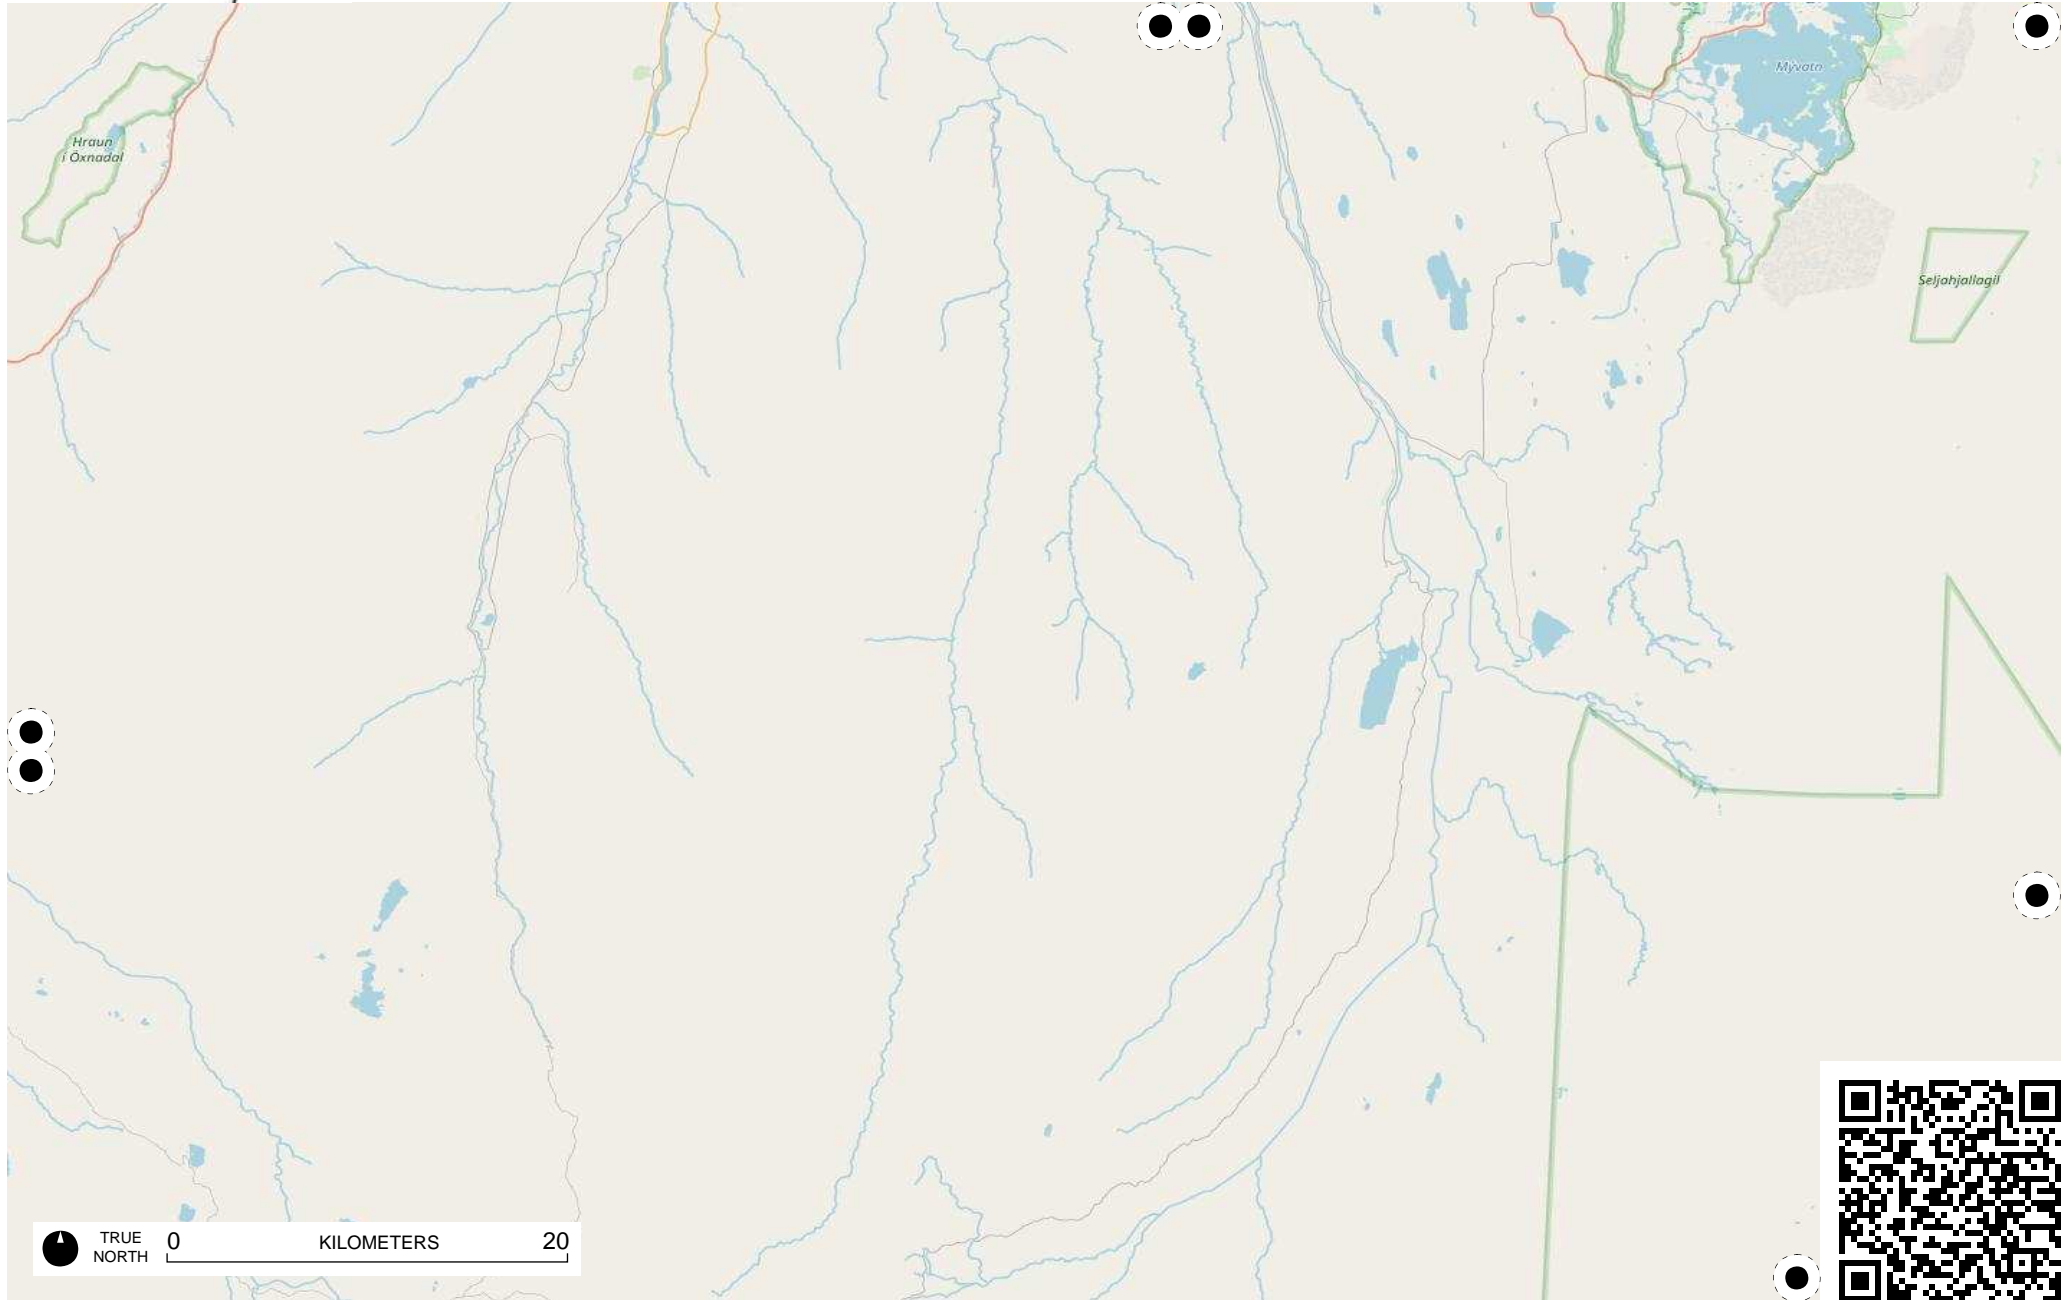 Mývatn
Hraun
í Öxnadal
Seljahjallagil
TRUE
NORTH
0
KILOMETERS
20